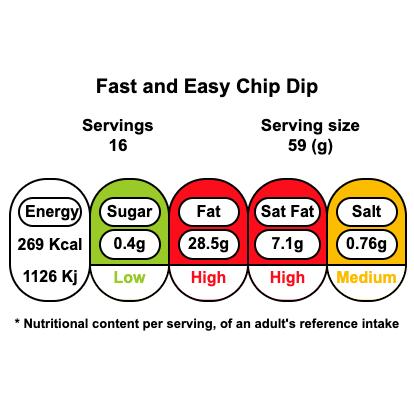 Fast and Easy Chip Dip
Servings
16
Serving size
59 (g)
Energy
269 Kcal
1126 Kj
Sugar
0.4g
Low
Fat
28.5g
High
Sat Fat
7.1g
High
Salt
0.76g
Medium
* Nutritional content per serving, of an adult's reference intake